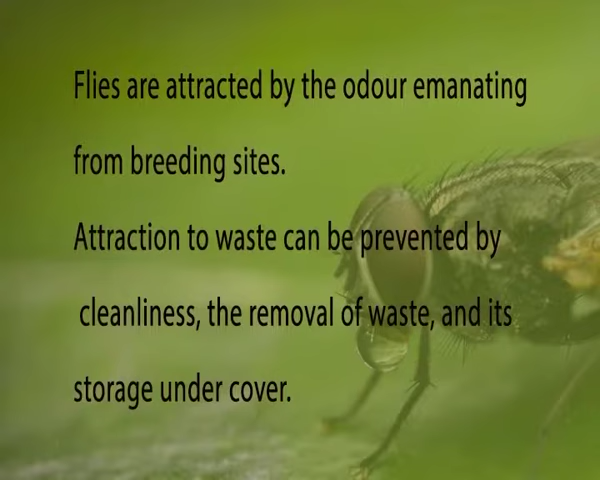 Flies are attracted by the odour emanating
from breeding sites.
Attraction to waste can be prevented by
cleanliness, the removal of waste, and its
storage under cover.